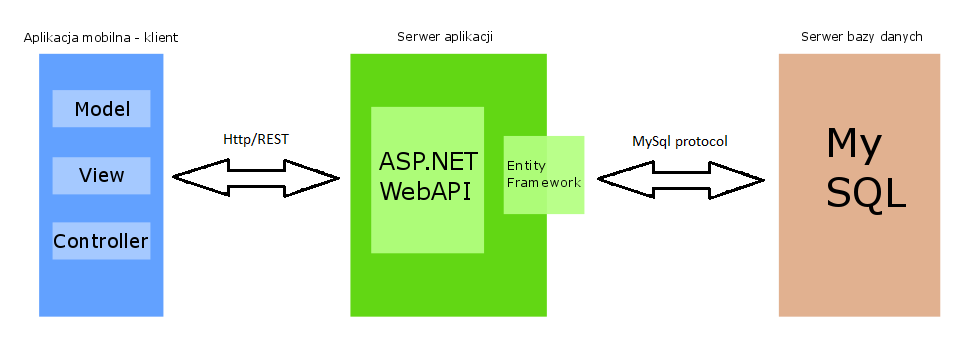 Aplikacja mobilna - klient
Model
View
Controller
Http/REST
Serwer aplikacji
ASP.NET
WebAPI
Entity
Framework
MySql protocol
Serwer bazy danych
My
SQL